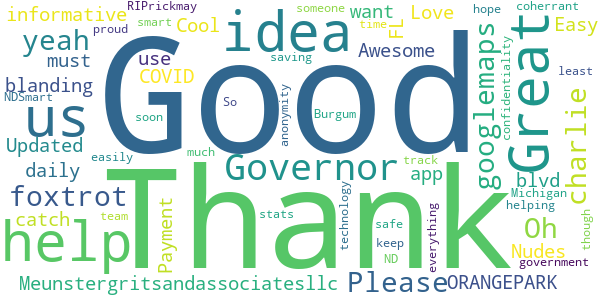 Good
Thank
Great
idea
us
help
Governor
yeah
foxtrot
Please
googlemaps
charlie
Oh
informative
RIPrickmay
smart
someone
want
hope
coherrant
proud
Cool
time
FL
Love
Easy
must
use
saving
Awesome
blanding
COVID
confidentiality
least
NDSmart
soon
So
anonymity
Burgum
Updated
easily
much
track
daily
app
blvd
Michigan
helping
catch
team
Payment
stats
technology
safe
keep
ND
everything
Nudes
though
government
Meunstergritsandassociatesllc
ORANGEPARK